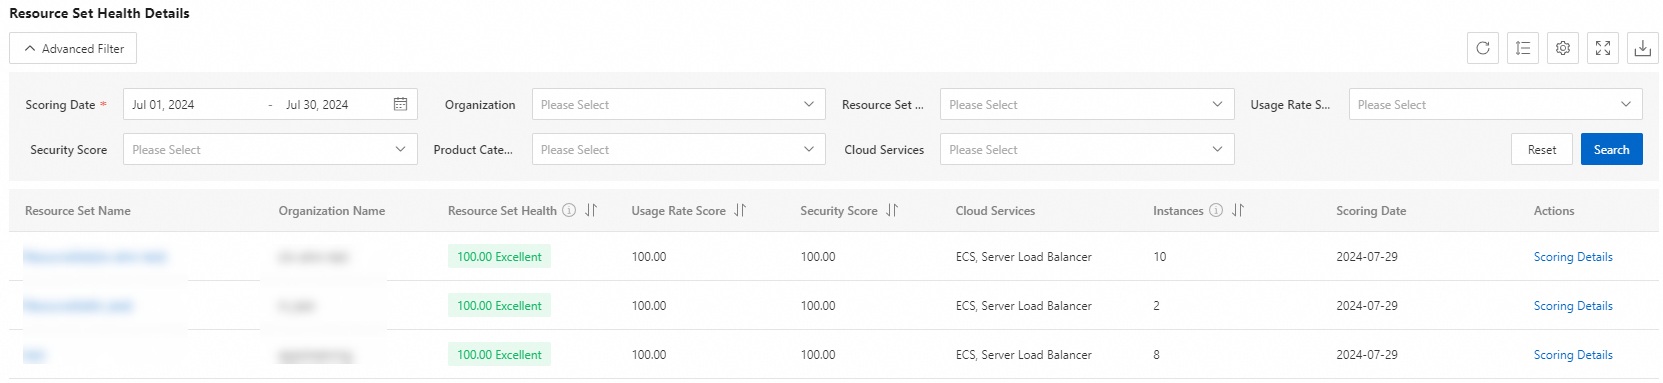 Resource Set Health Details
Advanced Filter
Scoring Date * Jul 01, 2024 - Jul 30, 2024 Organization Please Select Resource Set ... Please Select Usage Rate S... Please Select
Security Score Please Select Product Cate... Please Select Cloud Services Please Select Reset Search
Resource Set Name Organization Name Resource Set Health Usage Rate Score Security Score Cloud Services Instances Scoring Date Actions
100.00 Excellent 100.00 100.00 ECS, Server Load Balancer 10 2024-07-29 Scoring Details
100.00 Excellent 100.00 100.00 ECS, Server Load Balancer 2 2024-07-29 Scoring Details
100.00 Excellent 100.00 100.00 ECS, Server Load Balancer 8 2024-07-29 Scoring Details